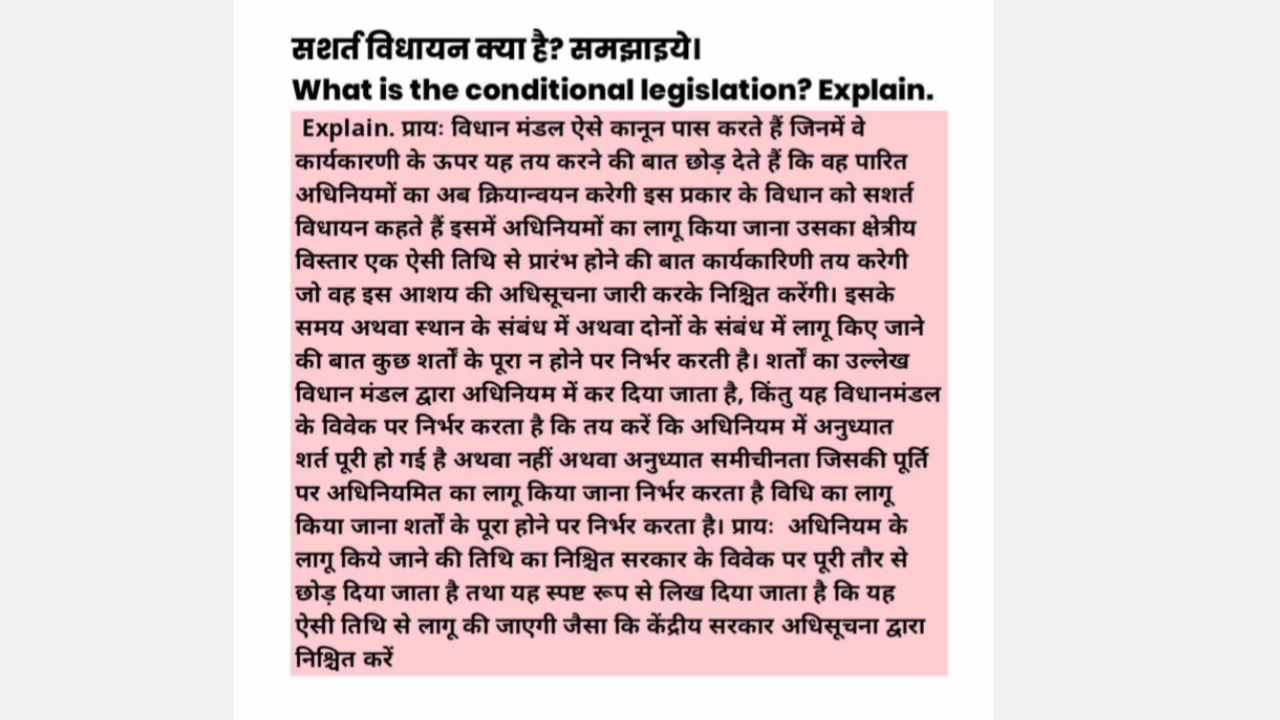 सशर्त विधायन क्या है? समझाइये।
What is the conditional legislation? Explain.
Explain. प्रायः विधान मंडल ऐसे कानून पास करते हैं जिनमें वे
कार्यकारणी के ऊपर यह तय करने की बात छोड़ देते हैं कि वह पारित
अधिनियमों का अब क्रियान्वयन करेगी इस प्रकार के विधान को सशर्त
विधायन कहते हैं इसमें अधिनियमों का लागू किया जाना उसका क्षेत्रीय
विस्तार एक ऐसी तिथि से प्रारंभ होने की बात कार्यकारिणी तय करेगी
जो वह इस आशय की अधिसूचना जारी करके निश्चित करेंगी। इसके
समय अथवा स्थान के संबंध में अथवा दोनों के संबंध में लागू किए जाने
की बात कुछ शर्तों के पूरा न होने पर निर्भर करती है। शर्तों का उल्लेख
विधान मंडल द्वारा अधिनियम में कर दिया जाता है, किंतु यह विधानमंडल
के विवेक पर निर्भर करता है कि तय करें कि अधिनियम में अनुध्यात
शर्त पूरी हो गई है अथवा नहीं अथवा अनुध्यात समीचीनता जिसकी पूर्ति
पर अधिनियमित का लागू किया जाना निर्भर करता है विधि का लागू
किया जाना शर्तों के पूरा होने पर निर्भर करता है। प्रायः अधिनियम के
लागू किये जाने की तिथि का निश्चित सरकार के विवेक पर पूरी तौर से
छोड़ दिया जाता है तथा यह स्पष्ट रूप से लिख दिया जाता है कि यह
ऐसी तिथि से लागू की जाएगी जैसा कि केंद्रीय सरकार अधिसूचना द्वारा
निश्चित करें